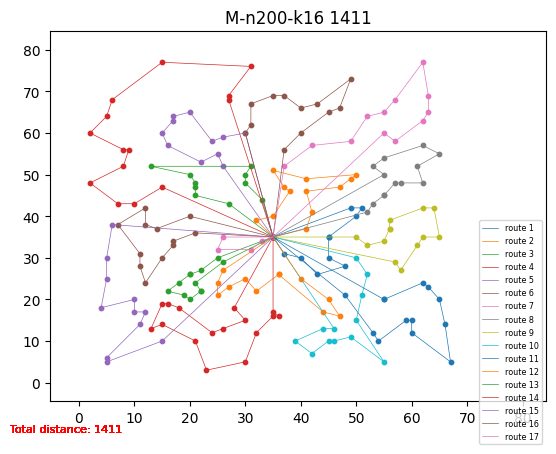 M-n200-k16 1411
80
70
60
50
40
30
20
10
0
0 10 20 30 40 50 60 70 80
route 1
route 2
route 3
route 4
route 5
route 6
route 7
route 8
route 9
route 10
route 11
route 12
route 13
route 14
route 15
route 16
route 17
Total distance: 1411